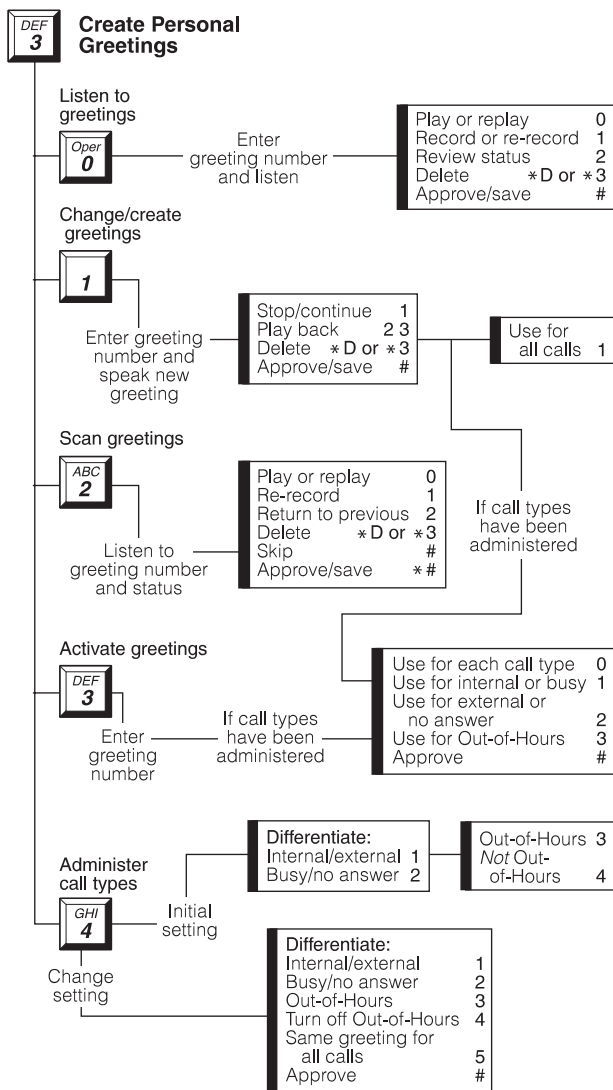 DEF
3
Create Personal
Greetings
Listen to
greetings
Oper
0
Enter
greeting number
and listen
Play or replay 0
Record or re-record 1
Review status 2
Delete *D or *3
Approve/save #
Change/create
greetings
1
Enter greeting
number and
speak new
greeting
Stop/continue 1
Play back 2 3
Delete *D or *3
Approve/save #
Use for
all calls 1
If call types
have been
administered
Scan greetings
ABC
2
Listen to
greeting number
and status
Play or replay 0
Re-record 1
Return to previous 2
Delete *D or *3
Skip #
Approve/save *#
Activate greetings
DEF
3
Enter
greeting
number
If call types
have been
administered
Use for each call type 0
Use for internal or busy 1
Use for external or
no answer 2
Use for Out-of-Hours 3
Approve #
Administer
call types
GHI
4
Initial
setting
Differentiate:
Internal/external 1
Busy/no answer 2
Out-of-Hours 3
Not Out-
of-Hours 4
Change
setting
Differentiate:
Internal/external 1
Busy/no answer 2
Out-of-Hours 3
Turn off Out-of-Hours 4
Same greeting for
all calls 5
Approve #